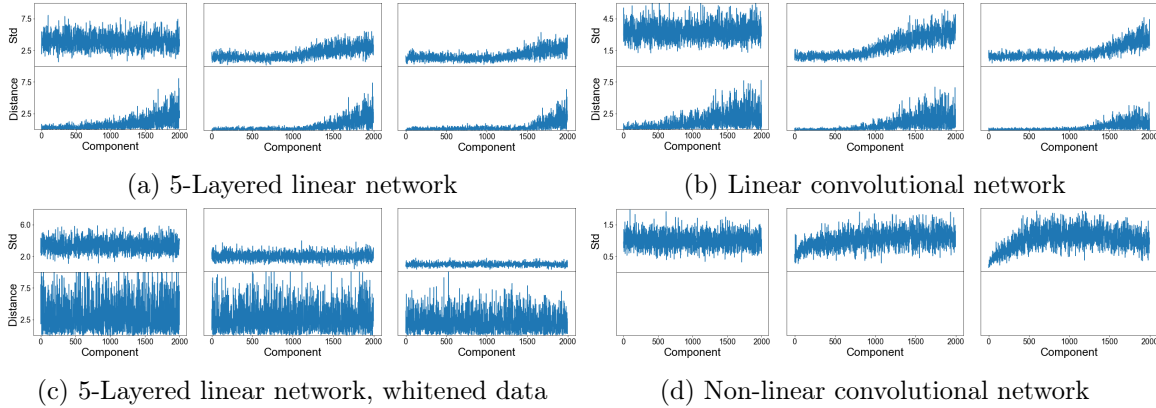 Std
7.5
2.5
Distance
7.5
2.5
0 500 1000 1500 2000
0 500 1000 1500 2000
0 500 1000 1500 2000
Component
Component
Component
(a) 5-Layered linear network
Std
4.5
1.5
Distance
7.5
2.5
0 500 1000 1500 2000
0 500 1000 1500 2000
0 500 1000 1500 2000
Component
Component
Component
(b) Linear convolutional network
Std
6.0
2.0
Distance
7.5
2.5
0 500 1000 1500 2000
0 500 1000 1500 2000
0 500 1000 1500 2000
Component
Component
Component
(c) 5-Layered linear network, whitened data
Std
1.5
0.5
0 500 1000 1500 2000
0 500 1000 1500 2000
0 500 1000 1500 2000
Component
Component
Component
(d) Non-linear convolutional network